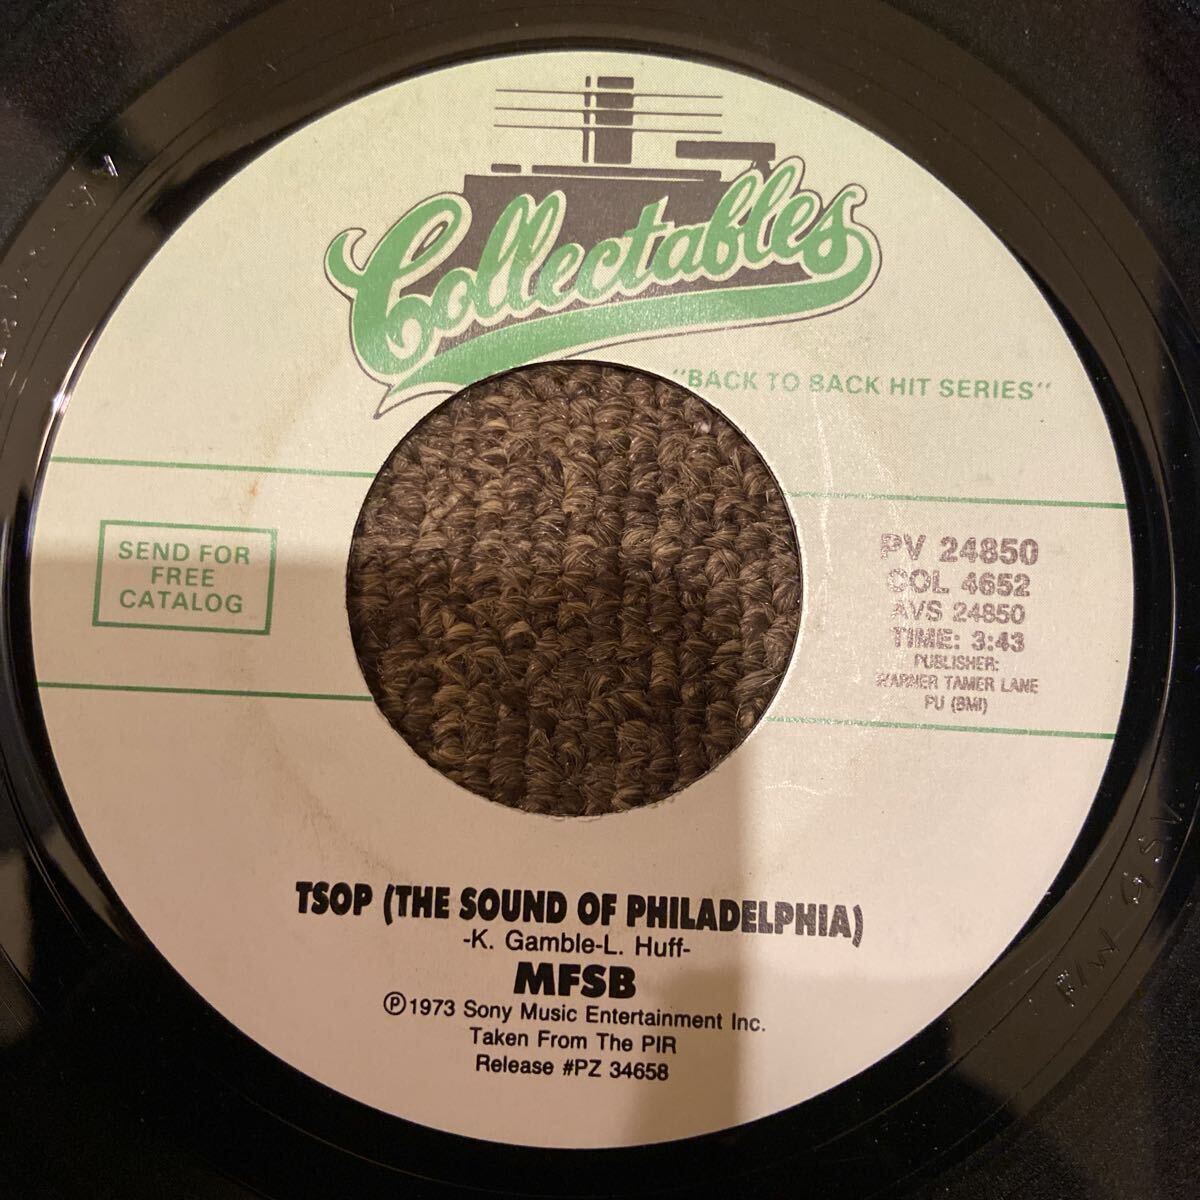 Collectables
"BACK TO BACK HIT SERIES"
SEND FOR
FREE
CATALOG
PV 24850
COL 4652
AVS 24850
TIME: 3:43
PUBLISHER:
WARNER TAMER LANE
PU (BMI)
TSOP (THE SOUND OF PHILADELPHIA)
-K. Gamble-L. Huff-
MFSB
Ⓟ1973 Sony Music Entertainment Inc.
Taken From The PIR
Release #PZ 34658